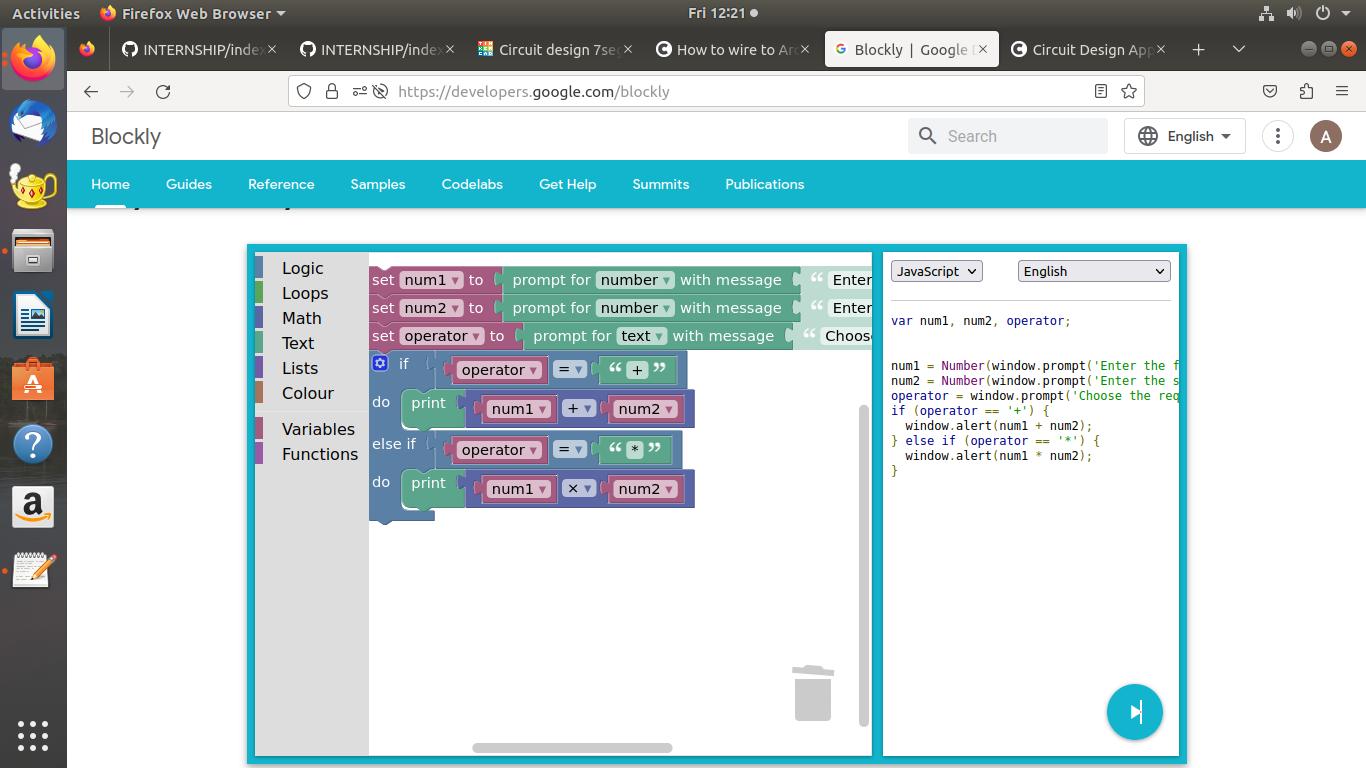 Activities Firefox Web Browser Fri 12:21
INTERNSHIP/index INTERNSHIP/index Circuit design 7seg How to wire to Ard Blockly | Google D Circuit Design App
https://developers.google.com/blockly
Blockly Search English A
Home Guides Reference Samples Codelabs Get Help Summits Publications
Logic
Loops
Math
Text
Lists
Colour
Variables
Functions
set num1 to prompt for number with message “ Enter
set num2 to prompt for number with message “ Enter
set operator to prompt for text with message “ Choose
if operator = “ + ”
do print num1 + num2
else if operator = “ * ”
do print num1 × num2
JavaScript English
var num1, num2, operator;
num1 = Number(window.prompt('Enter the f
num2 = Number(window.prompt('Enter the s
operator = window.prompt('Choose the req
if (operator == '+') {
window.alert(num1 + num2);
} else if (operator == '*') {
window.alert(num1 * num2);
}